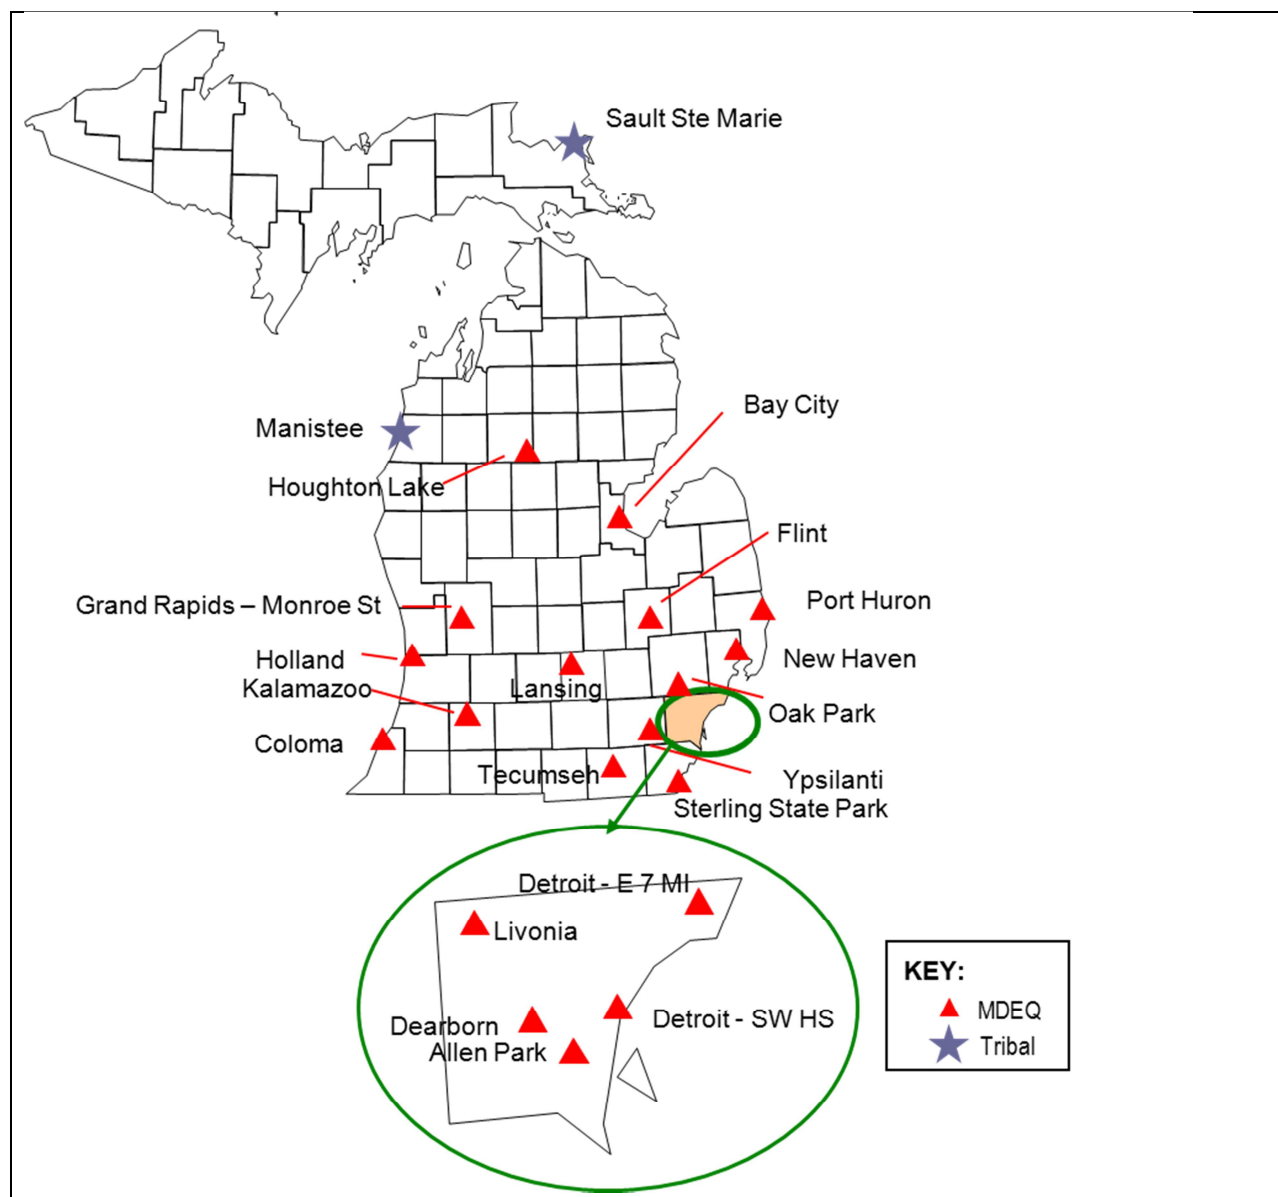 Sault Ste Marie
Bay City
Manistee
Houghton Lake
Flint
Grand Rapids – Monroe St
Port Huron
Holland
New Haven
Kalamazoo
Lansing
Oak Park
Coloma
Tecumseh
Ypsilanti
Sterling State Park
Detroit - E 7 MI
Livonia
Dearborn
Detroit - SW HS
Allen Park
KEY:
MDEQ
Tribal